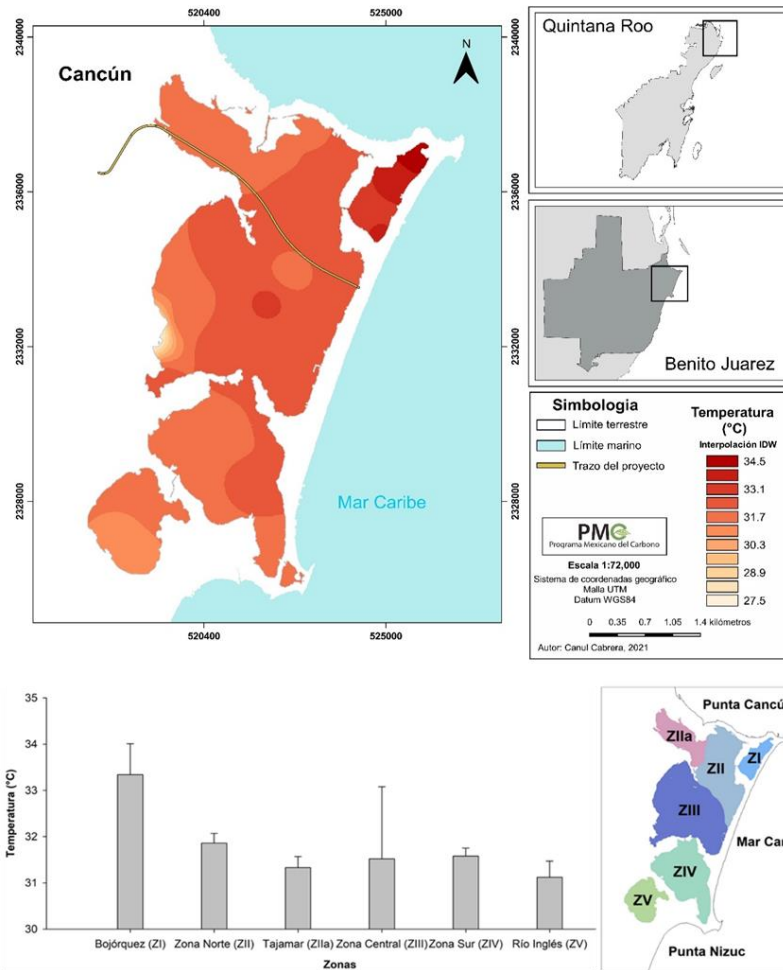 520400
525000
2340000
2340000
Cancún
N
2336000
2336000
2332000
2332000
2328000
2328000
Mar Caribe
520400
525000
Quintana Roo
Benito Juarez
Simbologia
Límite terrestre
Límite marino
Trazo del proyecto
Temperatura
(°C)
Interpolación IDW
34.5
33.1
31.7
30.3
28.9
27.5
PMC
Programa Mexicano del Carbono
Escala 1:72,000
Sistema de coordenadas geográfico
Malla UTM
Datum WGS84
0 0.35 0.7 1.05 1.4 kilómetros
Autor: Canul Cabrera, 2021
Temperatura (°C)
35
34
33
32
31
30
Bojórquez (ZI) Zona Norte (ZII) Tajamar (ZIIa) Zona Central (ZIII) Zona Sur (ZIV) Río Inglés (ZV)
Zonas
Punta Cancú
ZIIa
ZII
ZI
ZIII
Mar Car
ZIV
ZV
Punta Nizuc